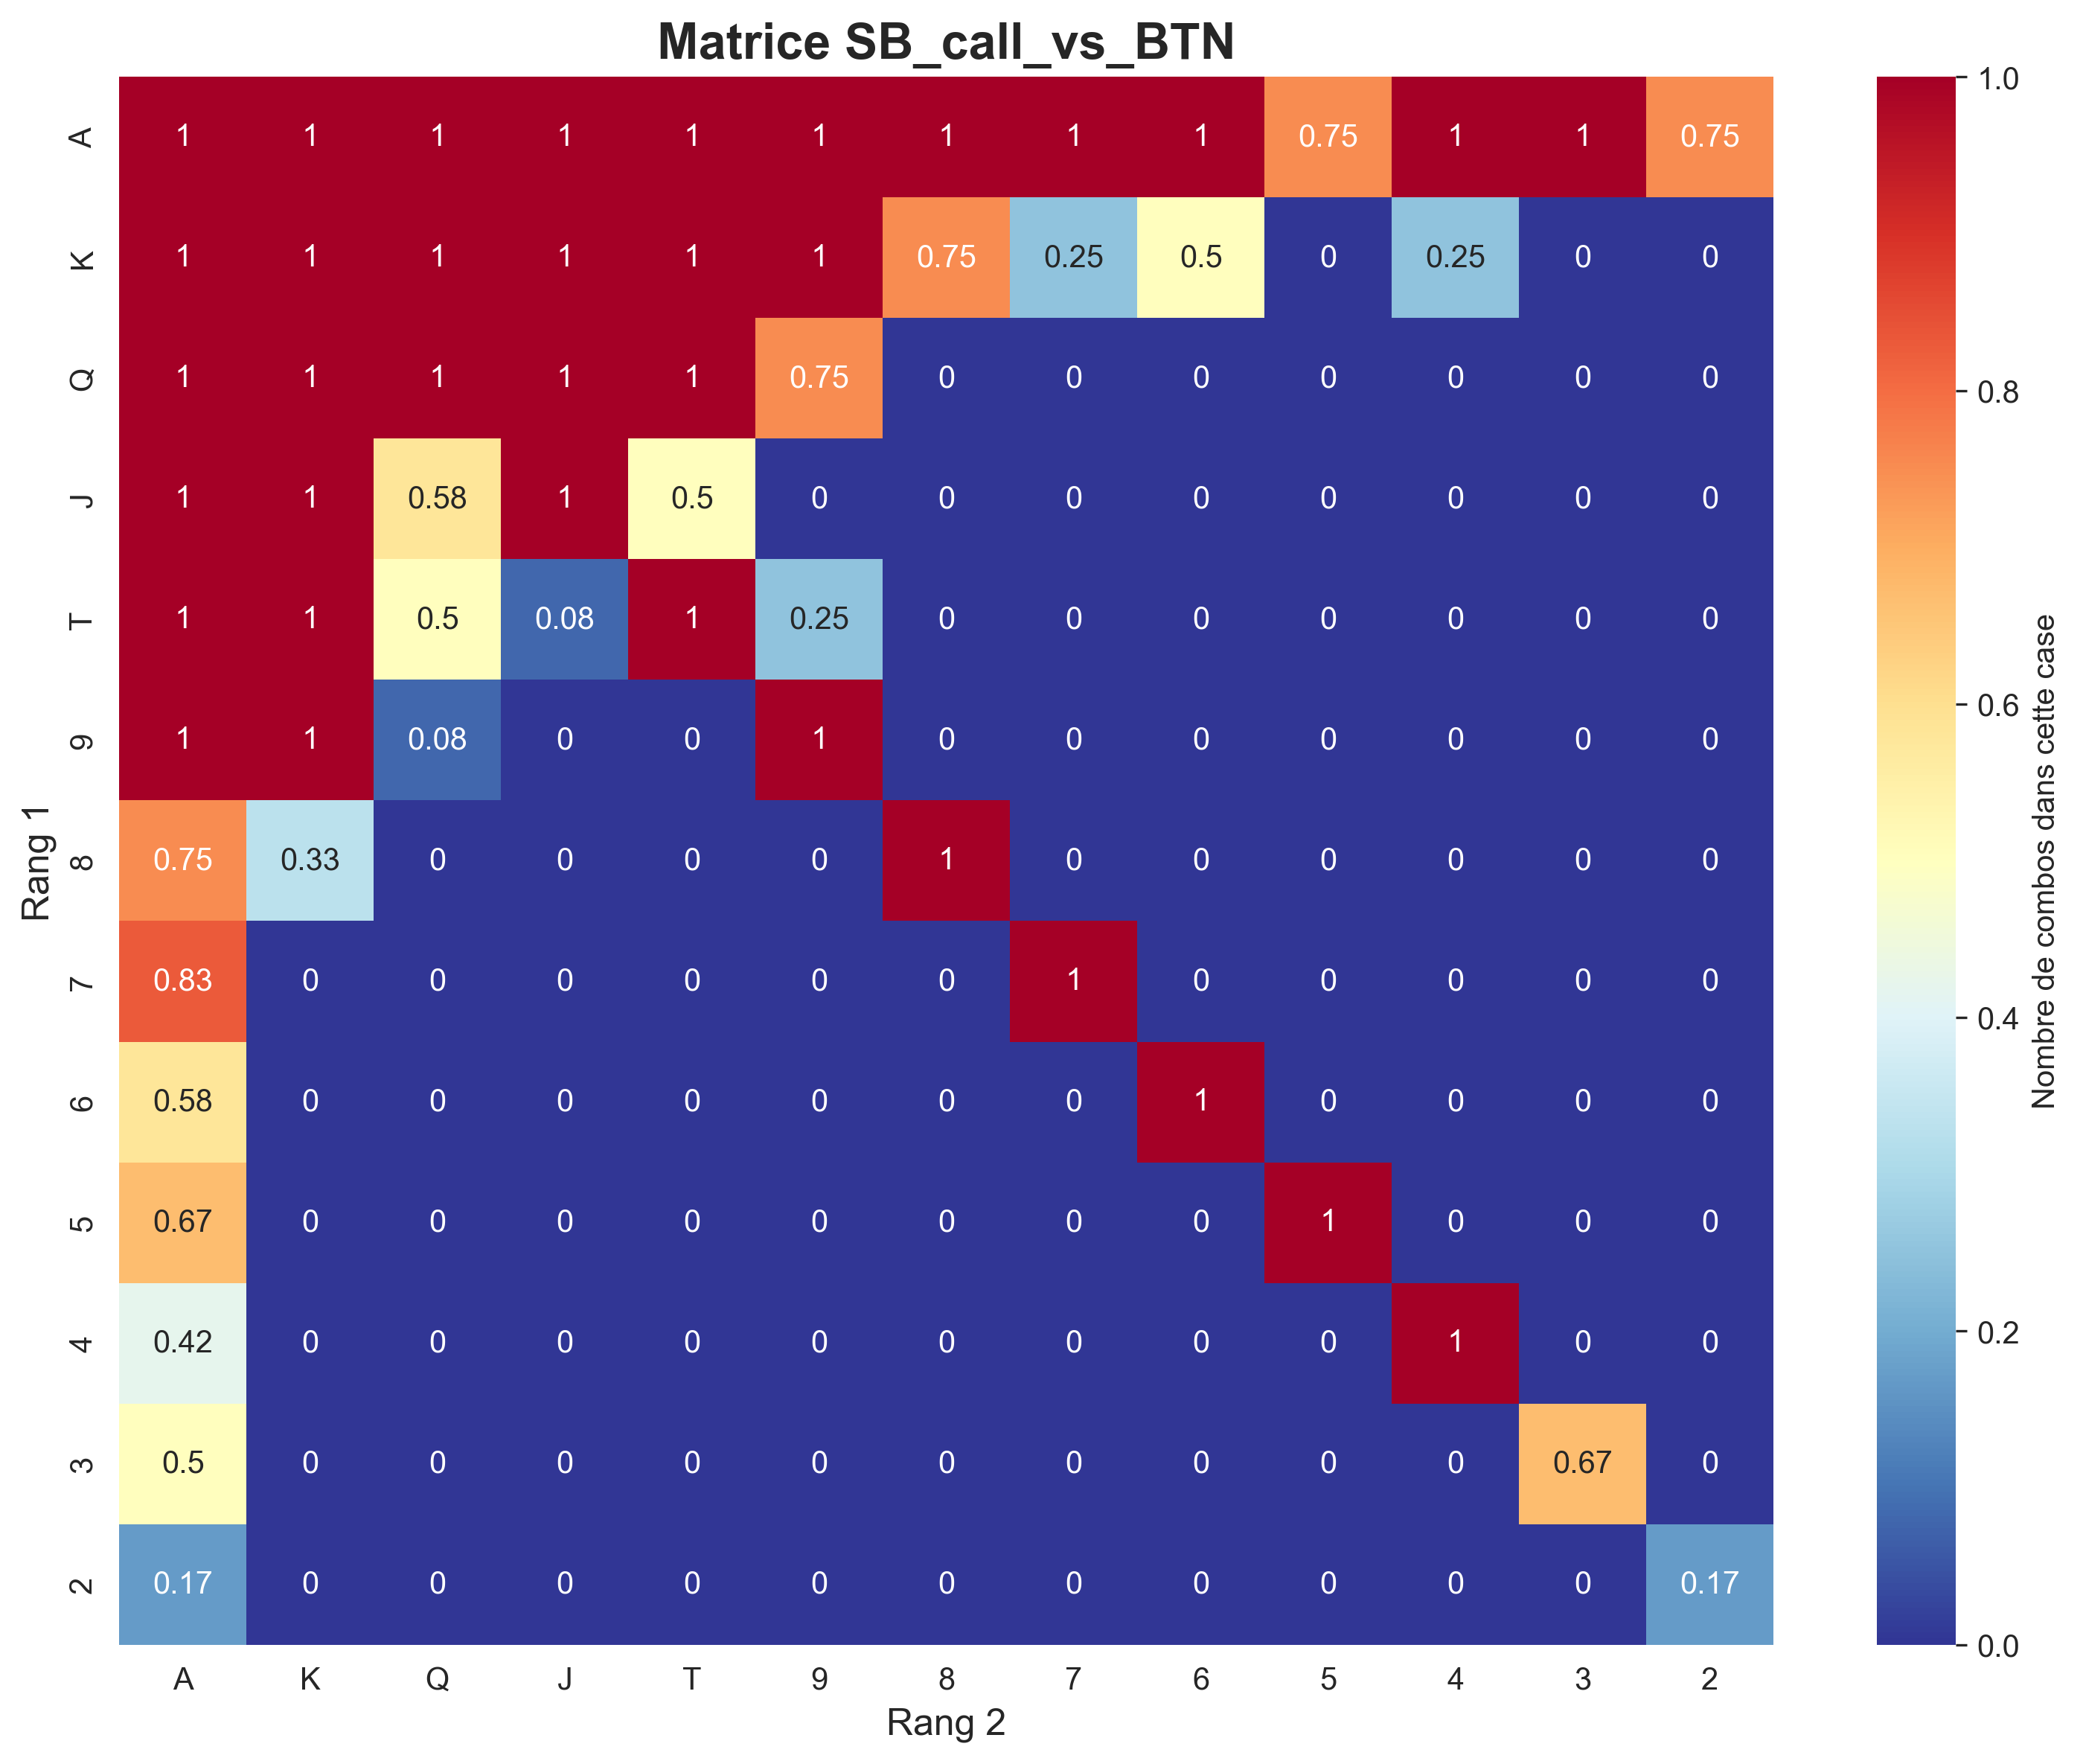 Matrice SB_call_vs_BTN
A 1 1 1 1 1 1 1 1 1 0.75 1 1 0.75
K 1 1 1 1 1 1 0.75 0.25 0.5 0 0.25 0 0
Q 1 1 1 1 1 0.75 0 0 0 0 0 0 0
J 1 1 0.58 1 0.5 0 0 0 0 0 0 0 0
T 1 1 0.5 0.08 1 0.25 0 0 0 0 0 0 0
9 1 1 0.08 0 0 1 0 0 0 0 0 0 0
8 0.75 0.33 0 0 0 0 1 0 0 0 0 0 0
7 0.83 0 0 0 0 0 0 1 0 0 0 0 0
6 0.58 0 0 0 0 0 0 0 1 0 0 0 0
5 0.67 0 0 0 0 0 0 0 0 1 0 0 0
4 0.42 0 0 0 0 0 0 0 0 0 1 0 0
3 0.5 0 0 0 0 0 0 0 0 0 0 0.67 0
2 0.17 0 0 0 0 0 0 0 0 0 0 0 0.17
A K Q J T 9 8 7 6 5 4 3 2
Rang 2
Rang 1
1.0
0.8
0.6
0.4
0.2
0.0
Nombre de combos dans cette case